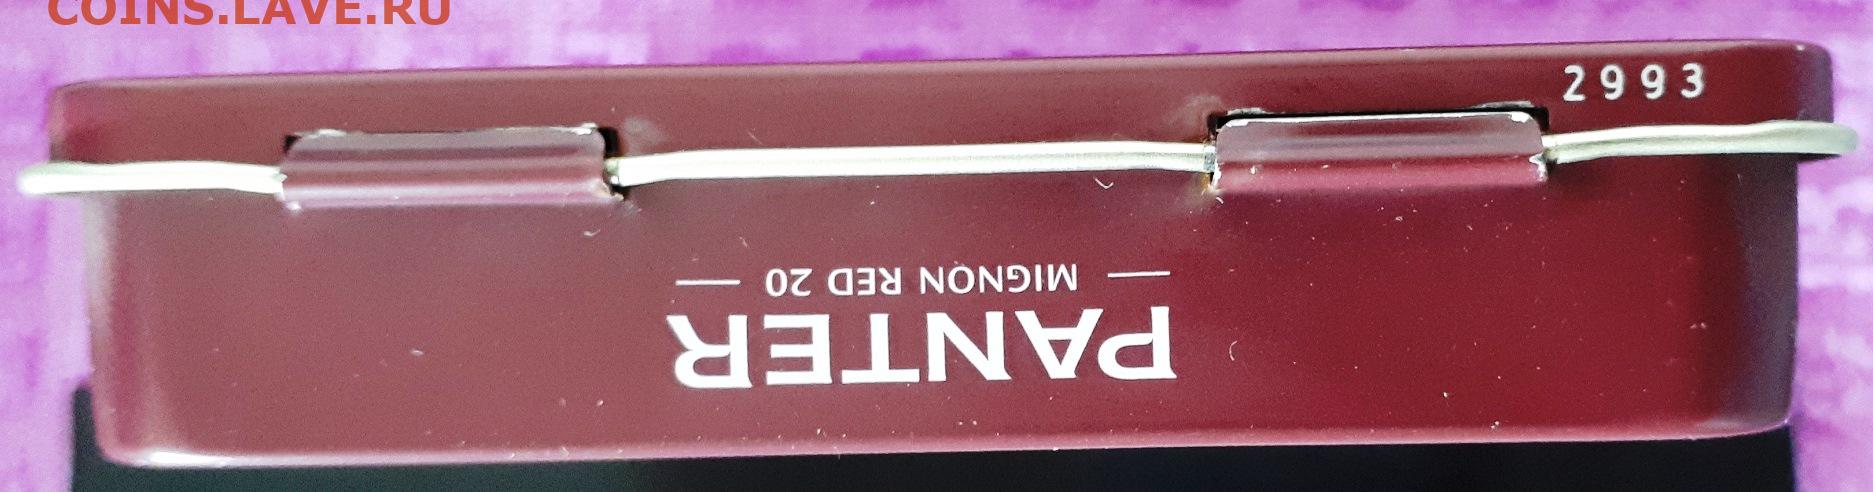 COINS.LAVE.RU
2993
MIGNON RED 20
PANTER